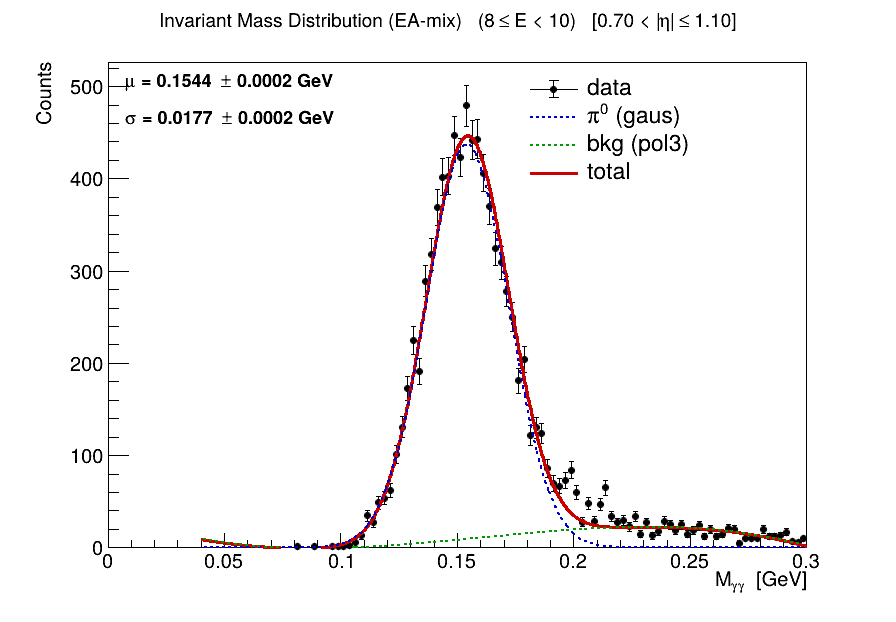 Invariant Mass Distribution (EA-mix) (8 ≤ E < 10) [0.70 < |η| ≤ 1.10]
Counts
μ = 0.1544 ± 0.0002 GeV
σ = 0.0177 ± 0.0002 GeV
data
π⁰ (gaus)
bkg (pol3)
total
500
400
300
200
100
0
0 0.05 0.1 0.15 0.2 0.25 0.3
Mγγ [GeV]